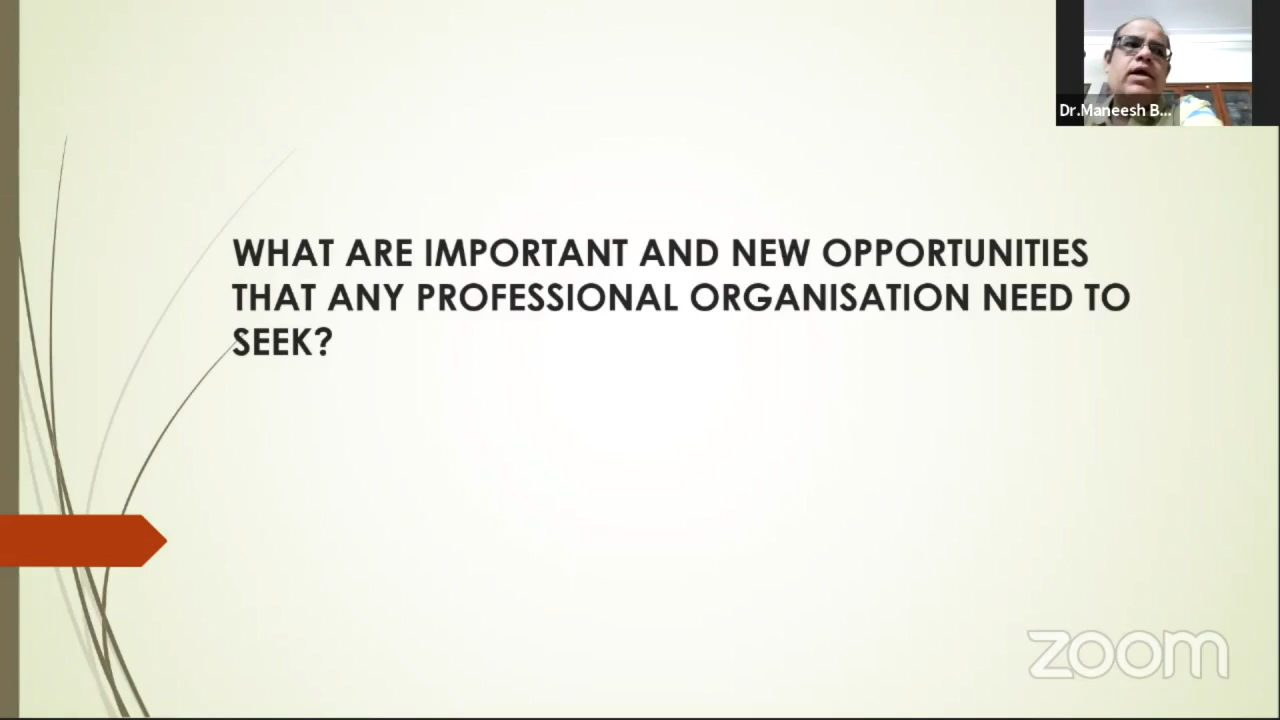 Dr.Maneesh B...
WHAT ARE IMPORTANT AND NEW OPPORTUNITIES
THAT ANY PROFESSIONAL ORGANISATION NEED TO
SEEK?
zoom